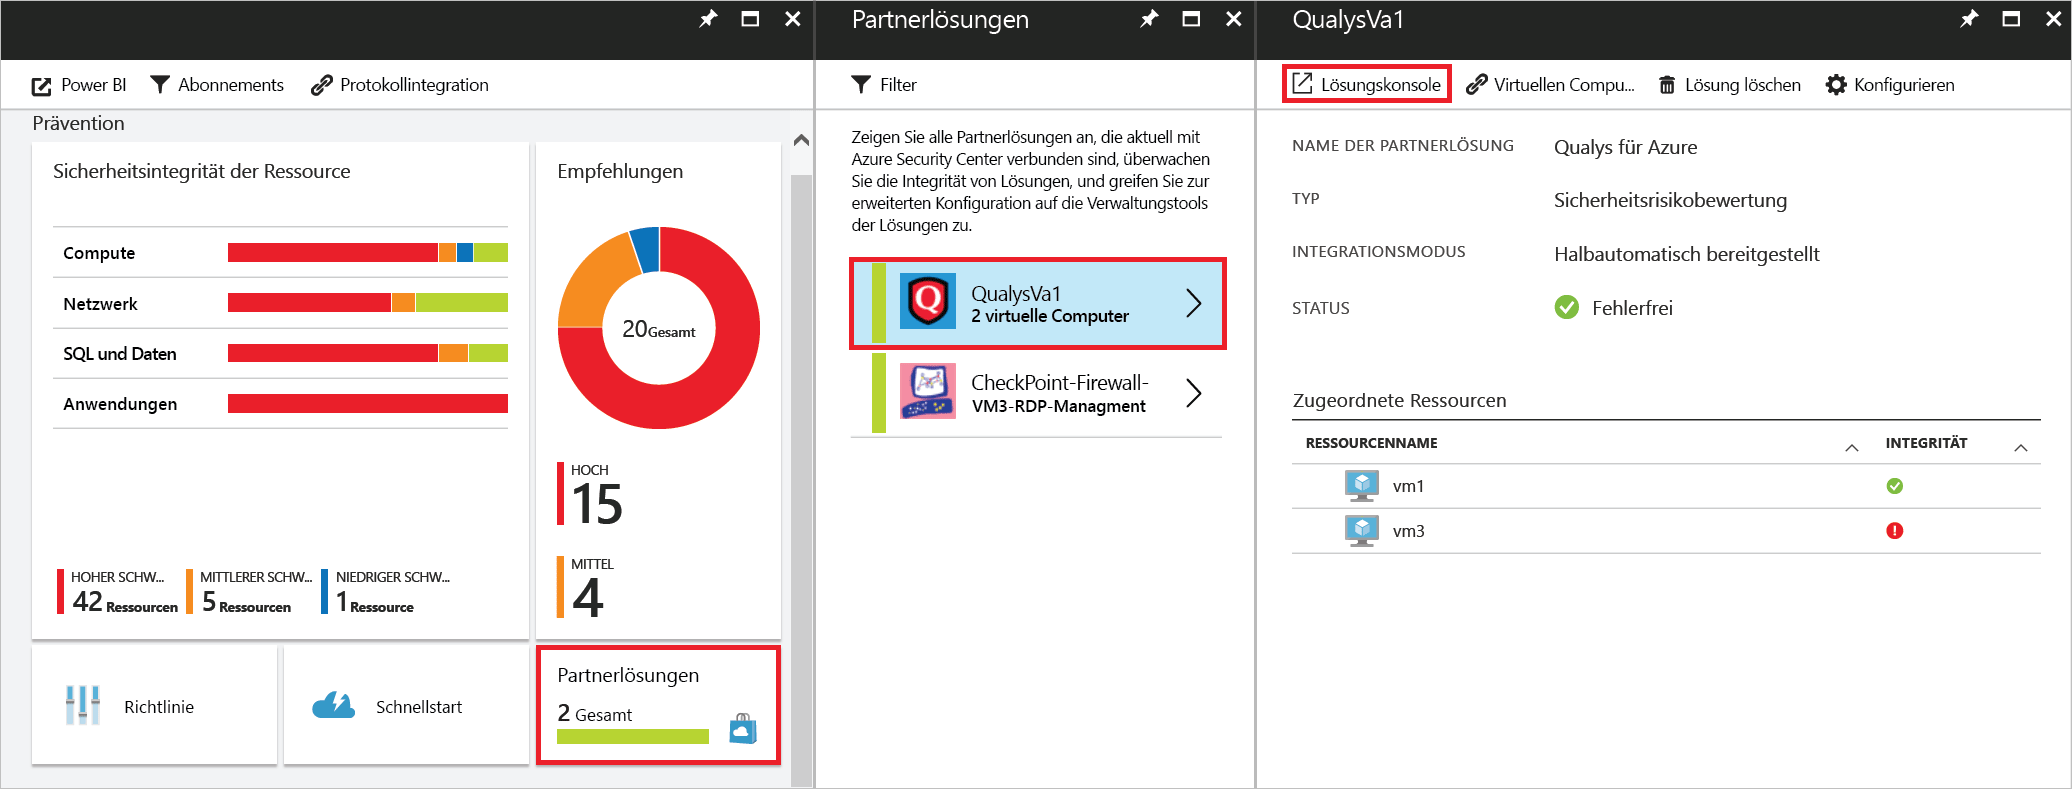 Power BI
Abonnements
Protokollintegration
Prävention
Sicherheitsintegrität der Ressource
Compute
Netzwerk
SQL und Daten
Anwendungen
HOHER SCHW...
42 Ressourcen
MITTLERER SCHW...
5 Ressourcen
NIEDRIGER SCHW...
1 Ressource
Empfehlungen
20 Gesamt
HOCH
15
MITTEL
4
Richtlinie
Schnellstart
Partnerlösungen
2 Gesamt
Partnerlösungen
Filter
Zeigen Sie alle Partnerlösungen an, die aktuell mit
Azure Security Center verbunden sind, überwachen
Sie die Integrität von Lösungen, und greifen Sie zur
erweiterten Konfiguration auf die Verwaltungstools
der Lösungen zu.
Q
QualysVa1
2 virtuelle Computer
CheckPoint-Firewall-
VM3-RDP-Managment
QualysVa1
Lösungskonsole
Virtuellen Compu...
Lösung löschen
Konfigurieren
NAME DER PARTNERLÖSUNG
Qualys für Azure
TYP
Sicherheitsrisikobewertung
INTEGRATIONSMODUS
Halbautomatisch bereitgestellt
STATUS
Fehlerfrei
Zugeordnete Ressourcen
RESSOURCENNAME
INTEGRITÄT
vm1
vm3